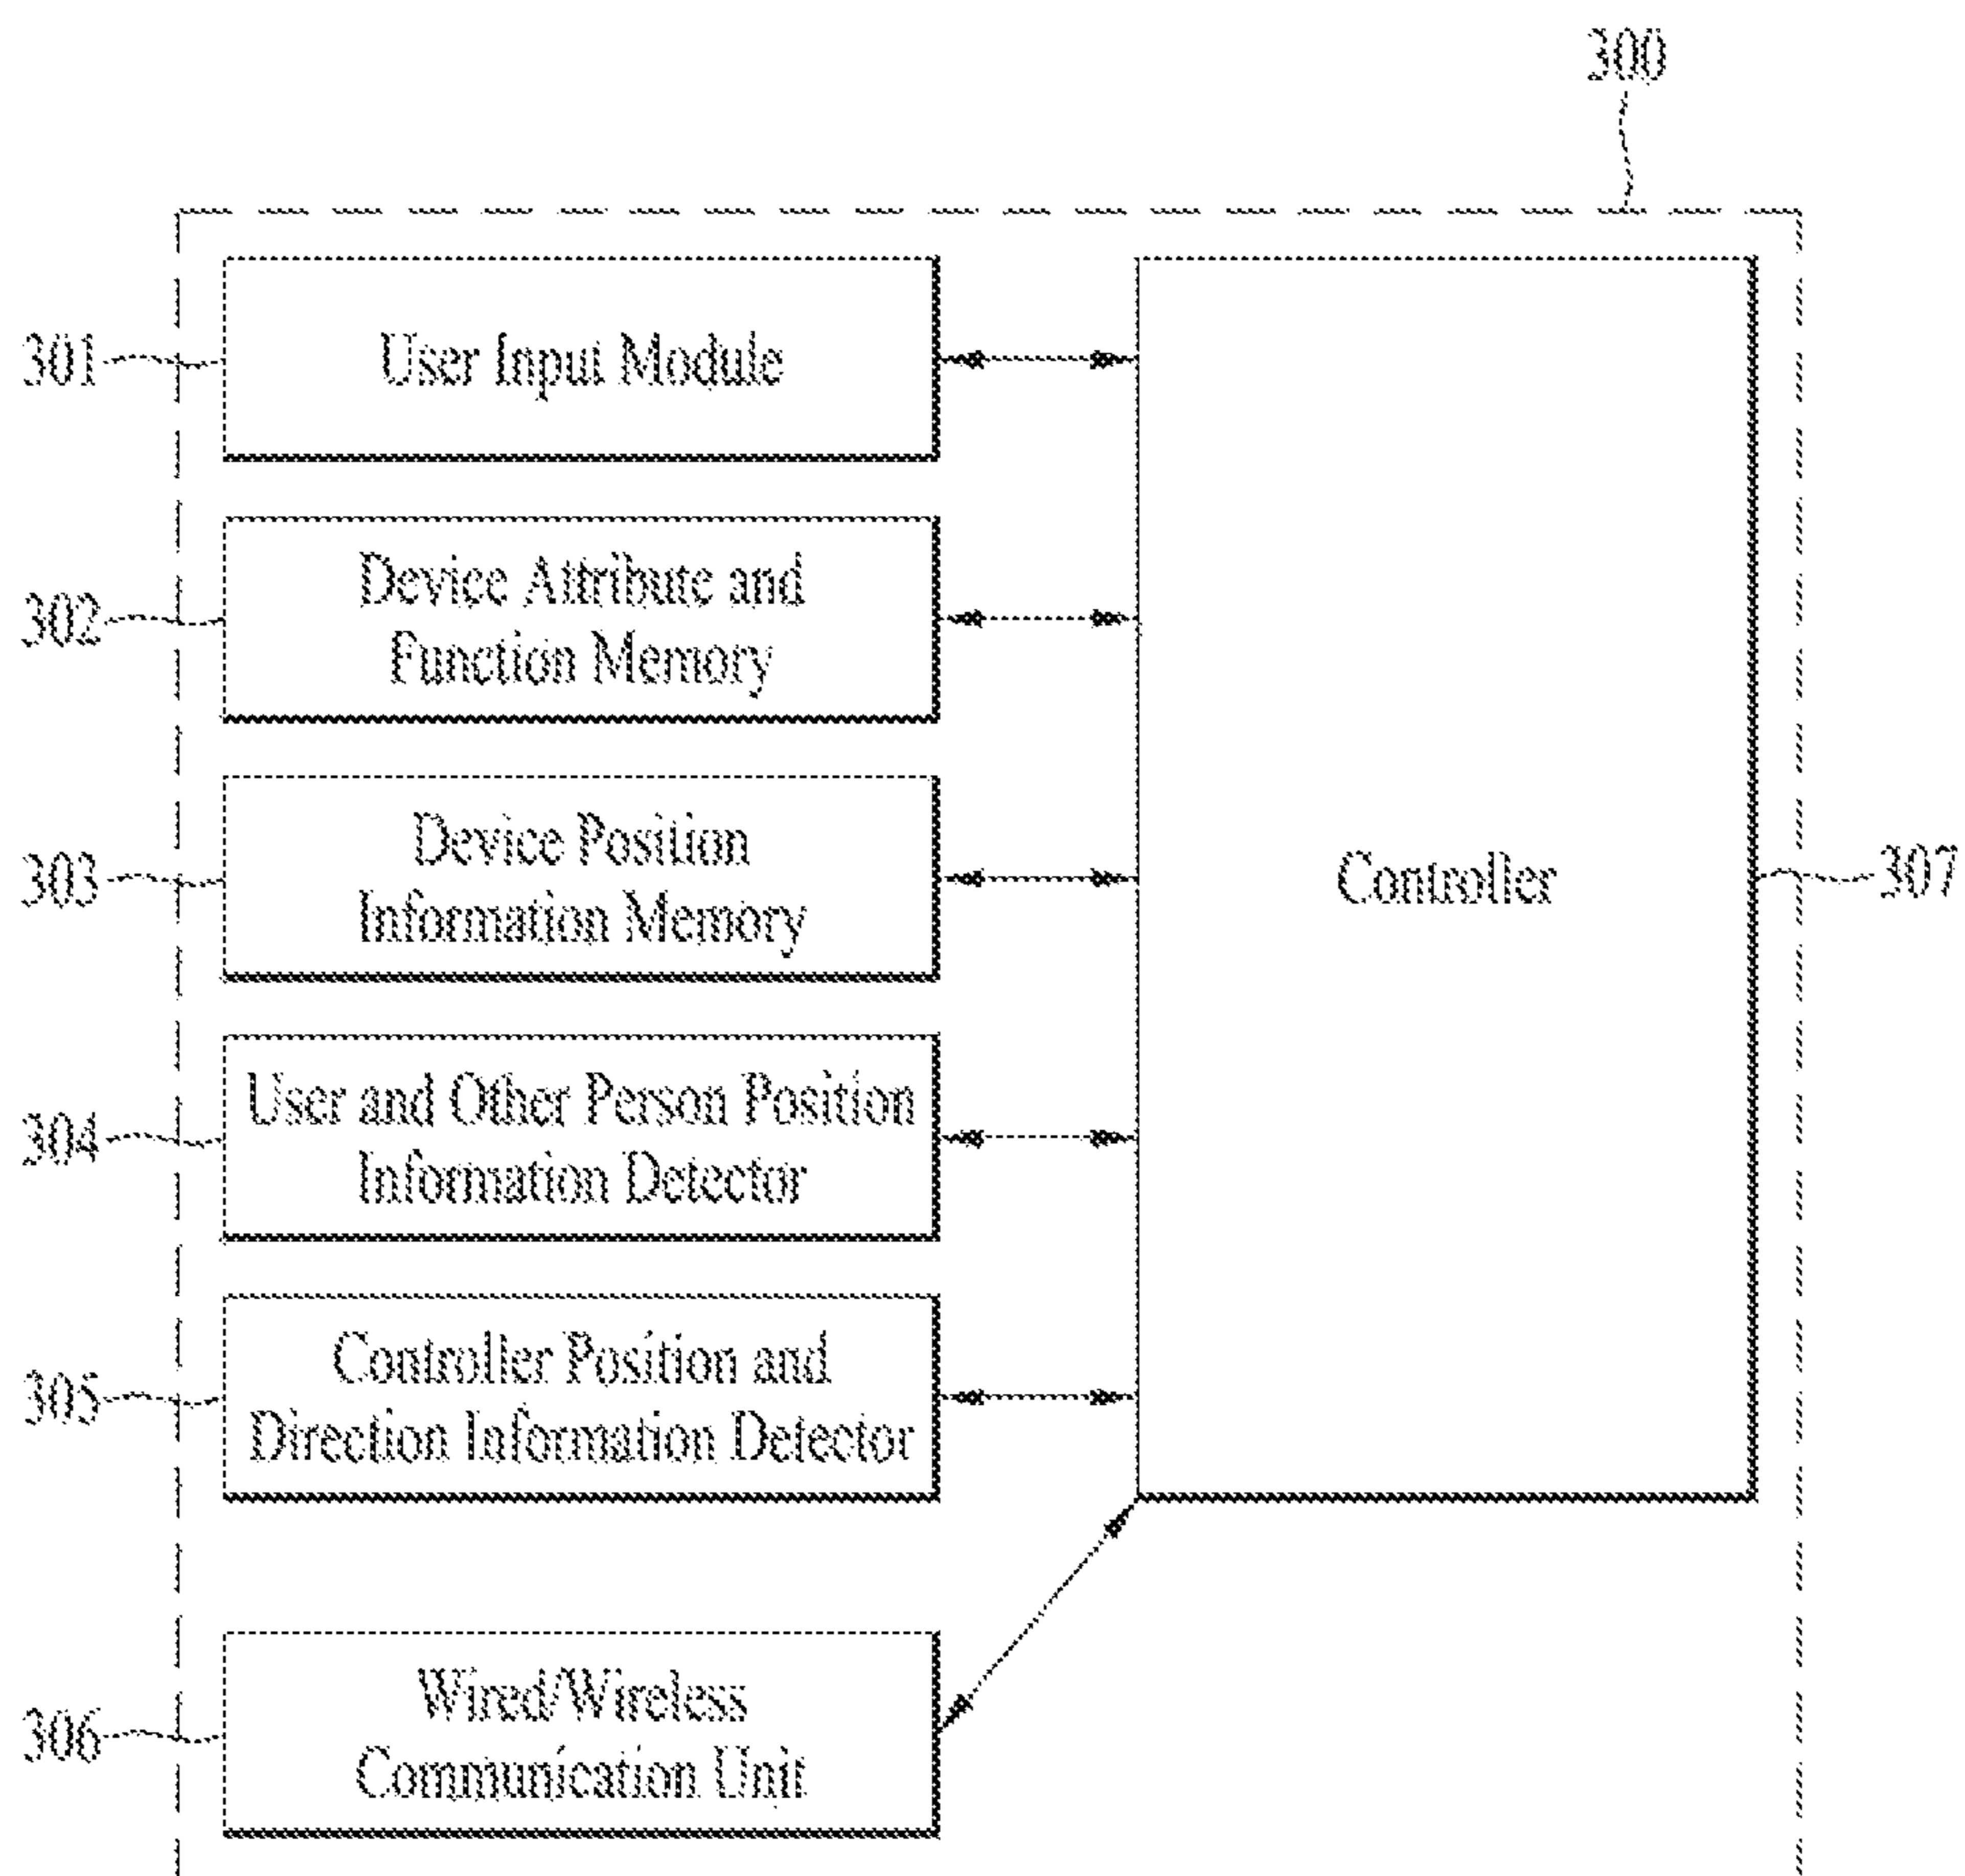 300
301
User Input Module
302
Device Attribute and
Function Memory
303
Device Position
Information Memory
Controller
307
304
User and Other Person Position
Information Detector
305
Controller Position and
Direction Information Detector
306
Wired/Wireless
Communication Unit